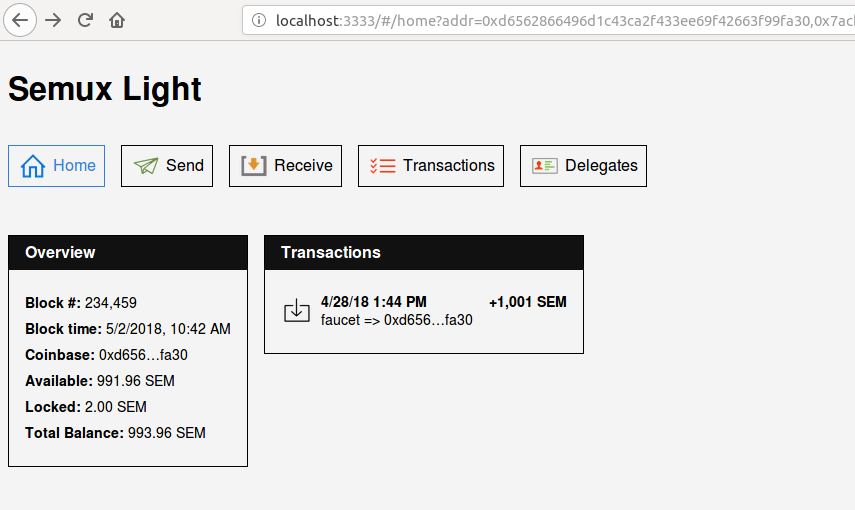 localhost:3333/#/home?addr=0xd6562866496d1c43ca2f433ee69f42663f99fa30,0x7ac
Semux Light
Home Send Receive Transactions Delegates
Overview
Block #: 234,459
Block time: 5/2/2018, 10:42 AM
Coinbase: 0xd656...fa30
Available: 991.96 SEM
Locked: 2.00 SEM
Total Balance: 993.96 SEM
Transactions
4/28/18 1:44 PM +1,001 SEM
faucet => 0xd656...fa30